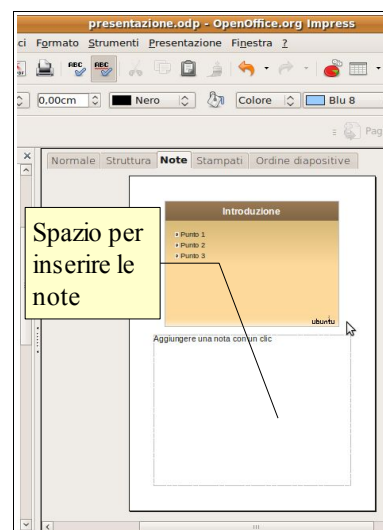 presentazione.odp - OpenOffice.org Impress
ci Formato Strumenti Presentazione Finestra ?
0,00cm Nero Colore Blu 8
Pag
Normale Struttura Note Stampati Ordine diapositive
Introduzione
Punto 1
Punto 2
Punto 3
ubuntu
Spazio per
inserire le
note
Aggiungere una nota con un clic